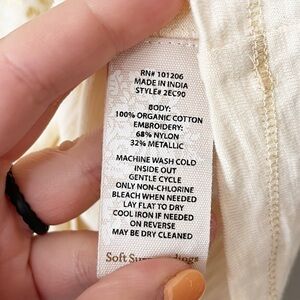 RN# 101206
MADE IN INDIA
STYLE# 2EC90
BODY:
100% ORGANIC COTTON
EMBROIDERY:
68% NYLON
32% METALLIC
MACHINE WASH COLD
INSIDE OUT
GENTLE CYCLE
ONLY NON-CHLORINE
BLEACH WHEN NEEDED
LAY FLAT TO DRY
COOL IRON IF NEEDED
ON REVERSE
MAY BE DRY CLEANED
Soft